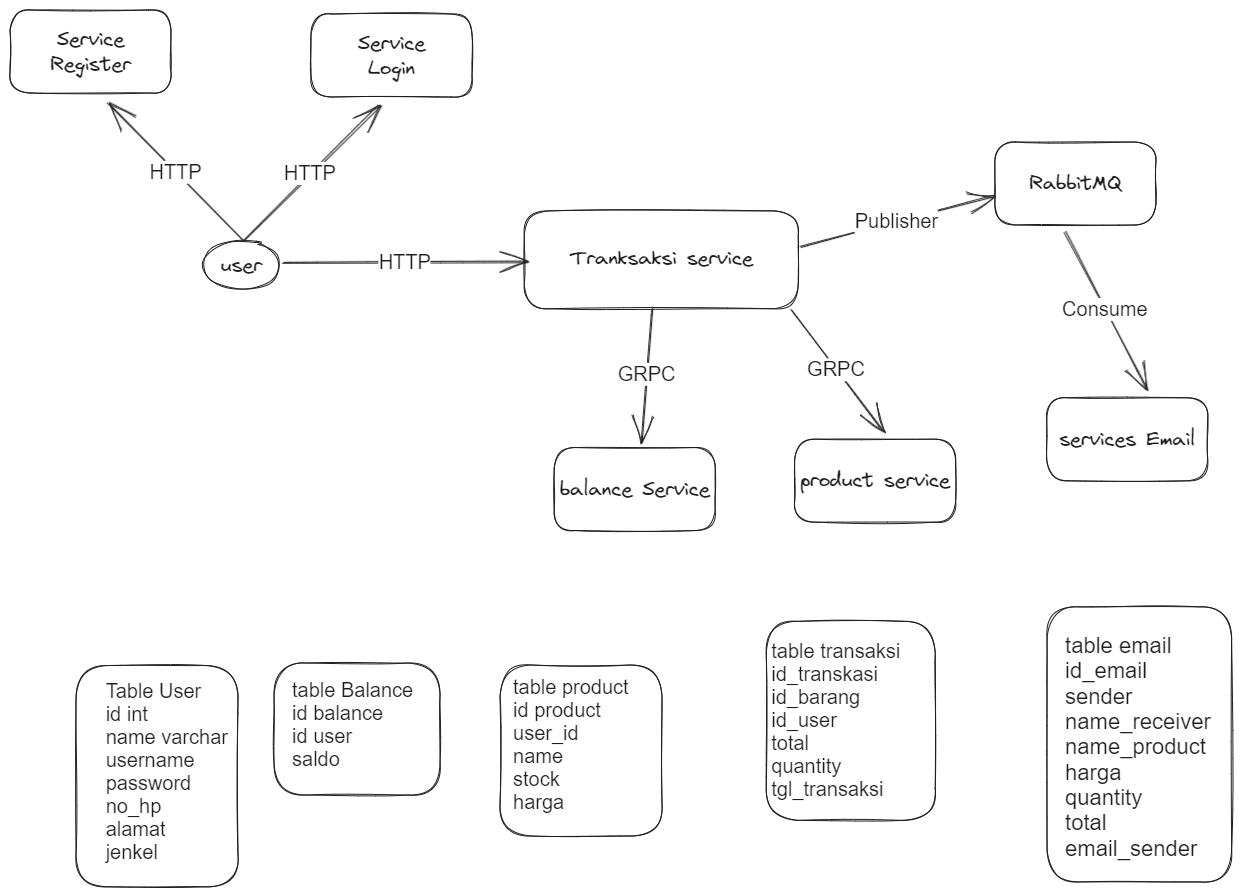 Service
Register
Service
Login
HTTP
HTTP
user
HTTP
Tranksaksi service
Publisher
RabbitMQ
Consume
GRPC
GRPC
balance Service
product service
services Email
Table User
id int
name varchar
username
password
no_hp
alamat
jenkel
table Balance
id balance
id user
saldo
table product
id product
user_id
name
stock
harga
table transaksi
id_transkasi
id_barang
id_user
total
quantity
tgl_transaksi
table email
id_email
sender
name_receiver
name_product
harga
quantity
total
email_sender